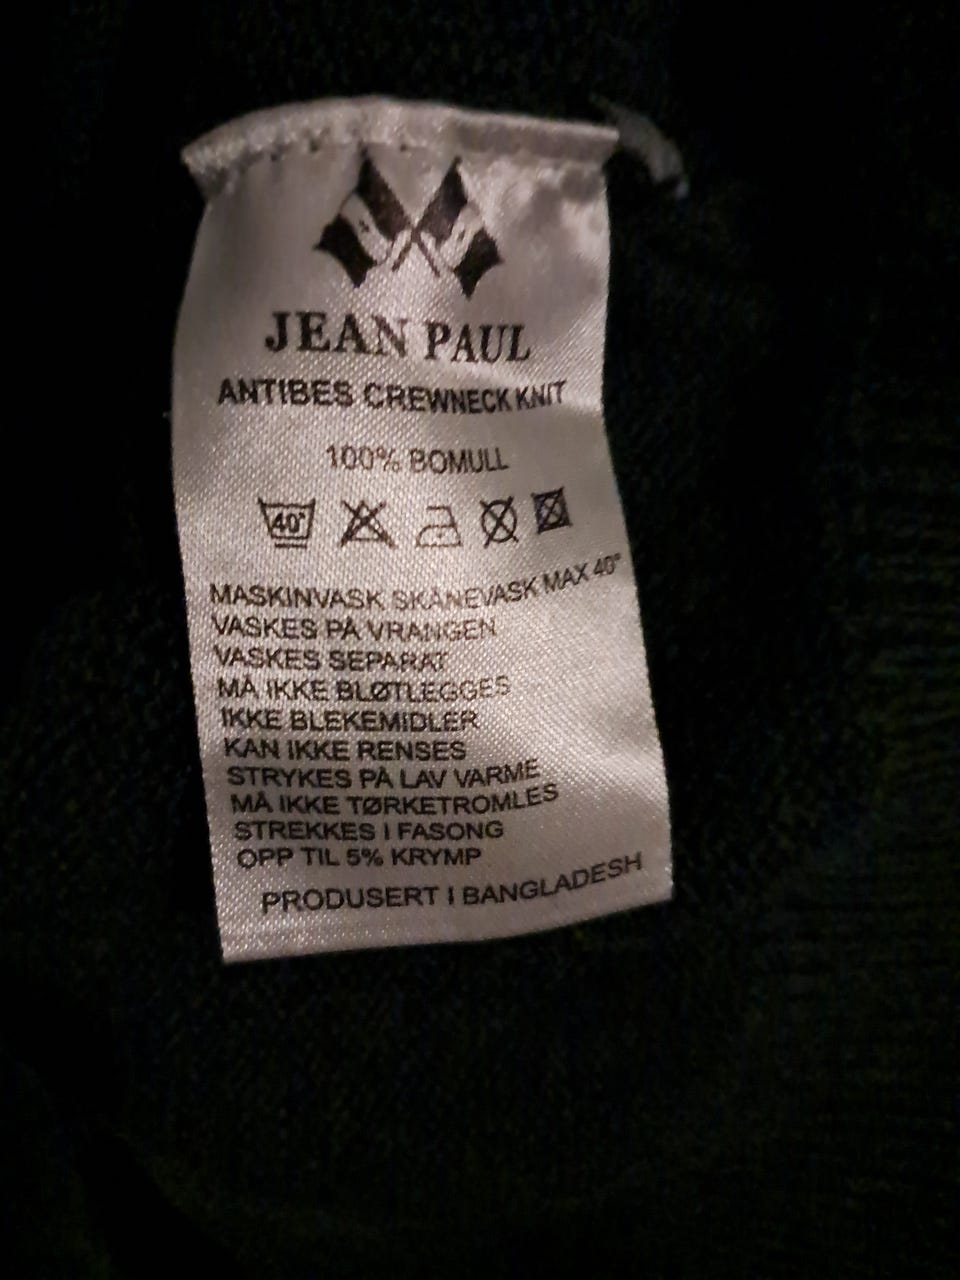 JEAN PAUL
ANTIBES CREWNECK KNIT
100% BOMULL
40°
MASKINVASK SKÅNEVASK MAX 40°
VASKES PÅ VRANGEN
VASKES SEPARAT
MÅ IKKE BLØTLEGGES
IKKE BLEKEMIDLER
KAN IKKE RENSES
STRYKES PÅ LAV VARME
MÅ IKKE TØRKETROMLES
STREKKES I FASONG
OPP TIL 5% KRYMP
PRODUSERT I BANGLADESH